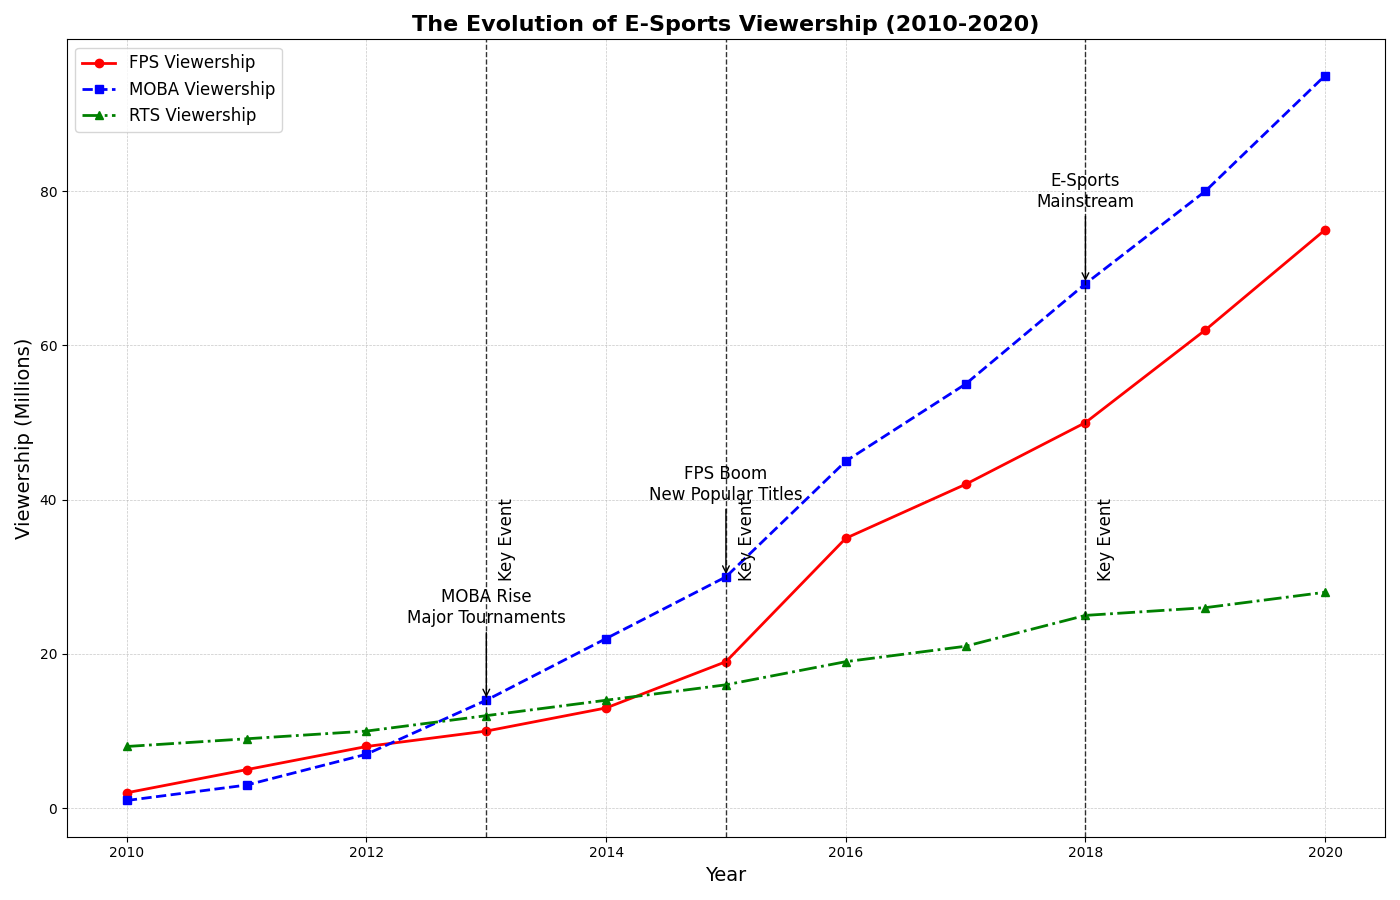 The Evolution of E-Sports Viewership (2010-2020)
FPS Viewership
MOBA Viewership
RTS Viewership
E-Sports
Mainstream
FPS Boom
New Popular Titles
MOBA Rise
Major Tournaments
Key Event
Key Event
Key Event
Viewership (Millions)
80
60
40
20
0
2010
2012
2014
2016
2018
2020
Year